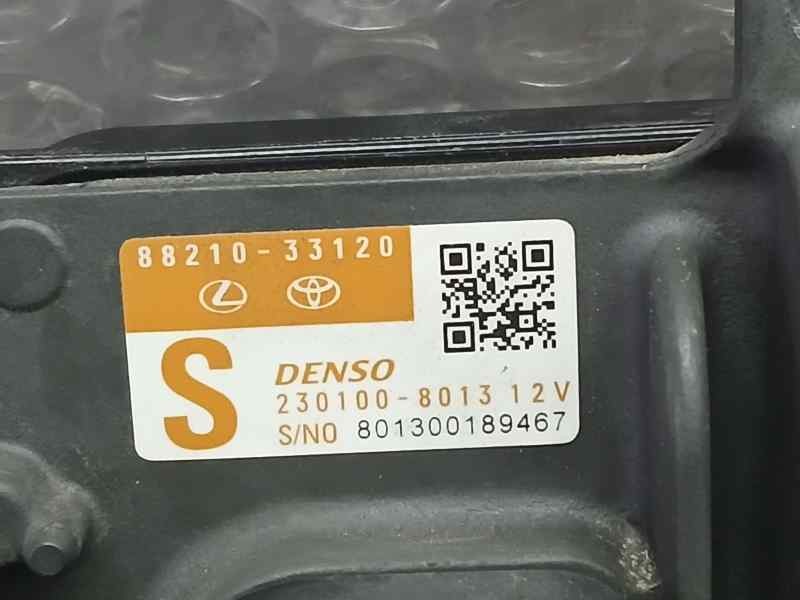 88210-33120
S
DENSO
230100-8013 12V
S/NO 801300189467